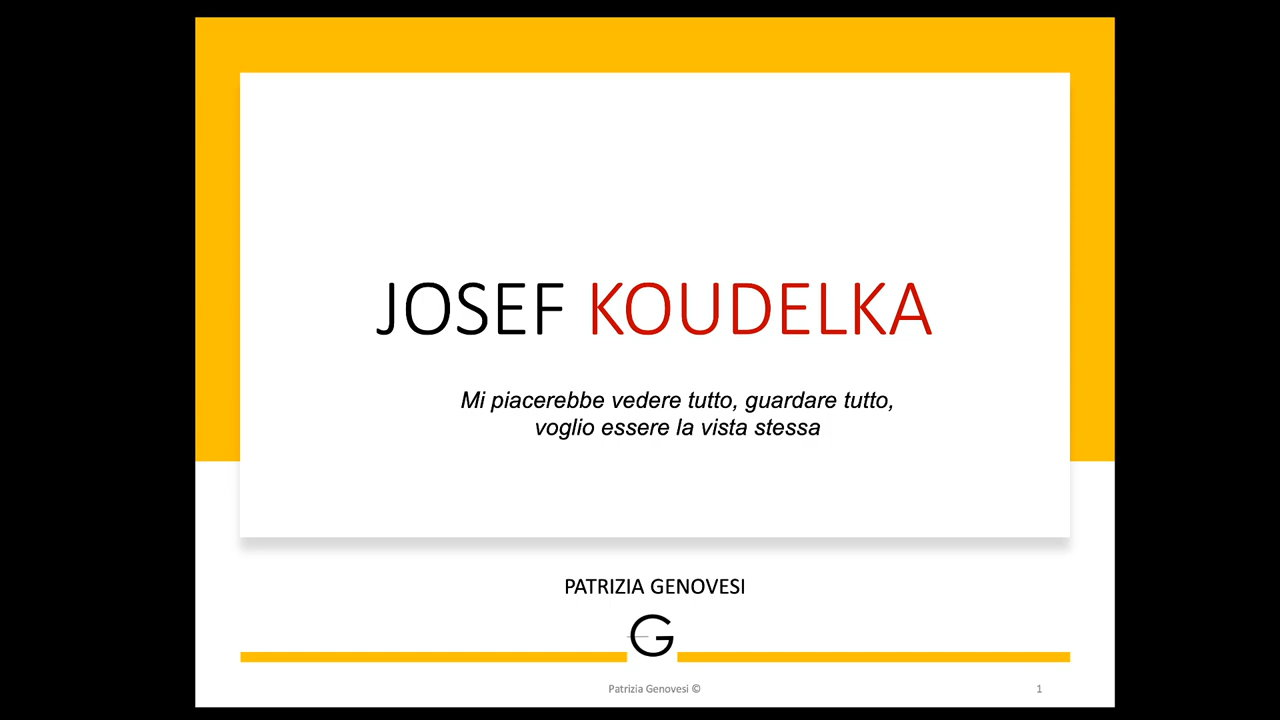 JOSEF KOUDELKA
Mi piacerebbe vedere tutto, guardare tutto,
voglio essere la vista stessa
PATRIZIA GENOVESI
G
Patrizia Genovesi © 1